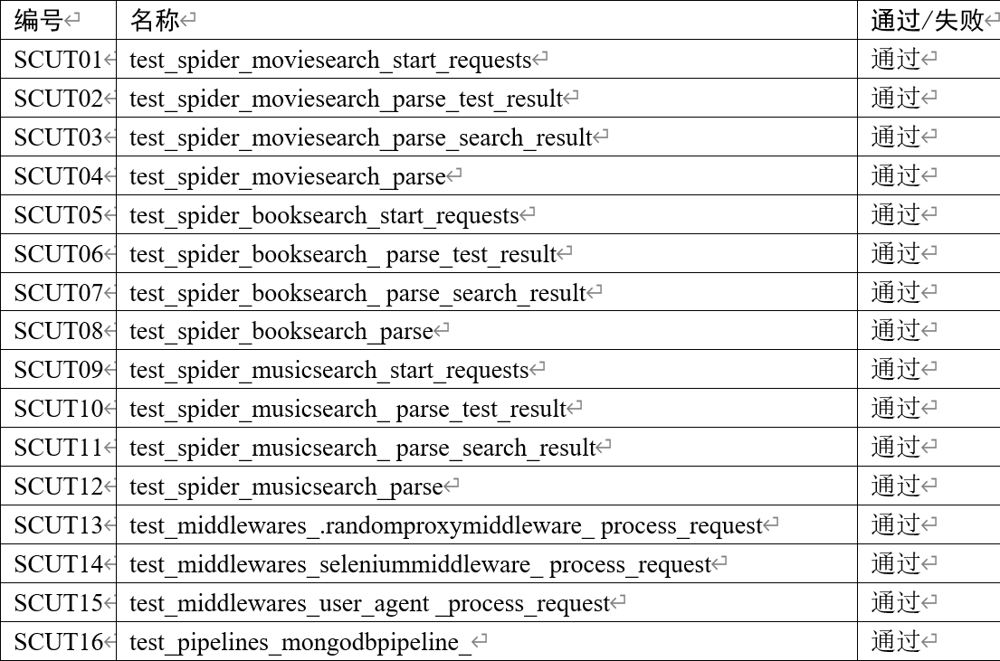 编号 名称 通过/失败
SCUT01 test_spider_moviesearch_start_requests 通过
SCUT02 test_spider_moviesearch_parse_test_result 通过
SCUT03 test_spider_moviesearch_parse_search_result 通过
SCUT04 test_spider_moviesearch_parse 通过
SCUT05 test_spider_booksearch_start_requests 通过
SCUT06 test_spider_booksearch_ parse_test_result 通过
SCUT07 test_spider_booksearch_ parse_search_result 通过
SCUT08 test_spider_booksearch_parse 通过
SCUT09 test_spider_musicsearch_start_requests 通过
SCUT10 test_spider_musicsearch_ parse_test_result 通过
SCUT11 test_spider_musicsearch_ parse_search_result 通过
SCUT12 test_spider_musicsearch_parse 通过
SCUT13 test_middlewares_.randomproxymiddleware_ process_request 通过
SCUT14 test_middlewares_seleniummiddleware_ process_request 通过
SCUT15 test_middlewares_user_agent _process_request 通过
SCUT16 test_pipelines_mongodbpipeline_ 通过